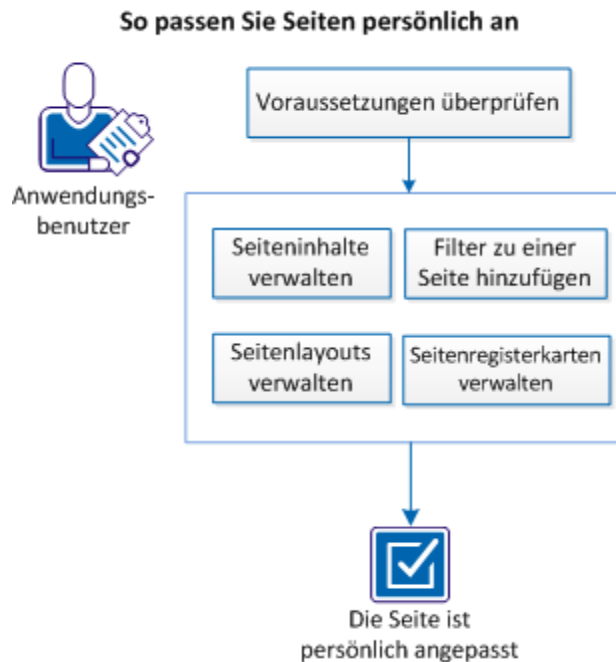 So passen Sie Seiten persönlich an
Voraussetzungen überprüfen
Anwendungs-
benutzer
Seiteninhalte
verwalten
Filter zu einer
Seite hinzufügen
Seitenlayouts
verwalten
Seitenregisterkarten
verwalten
Die Seite ist
persönlich angepasst